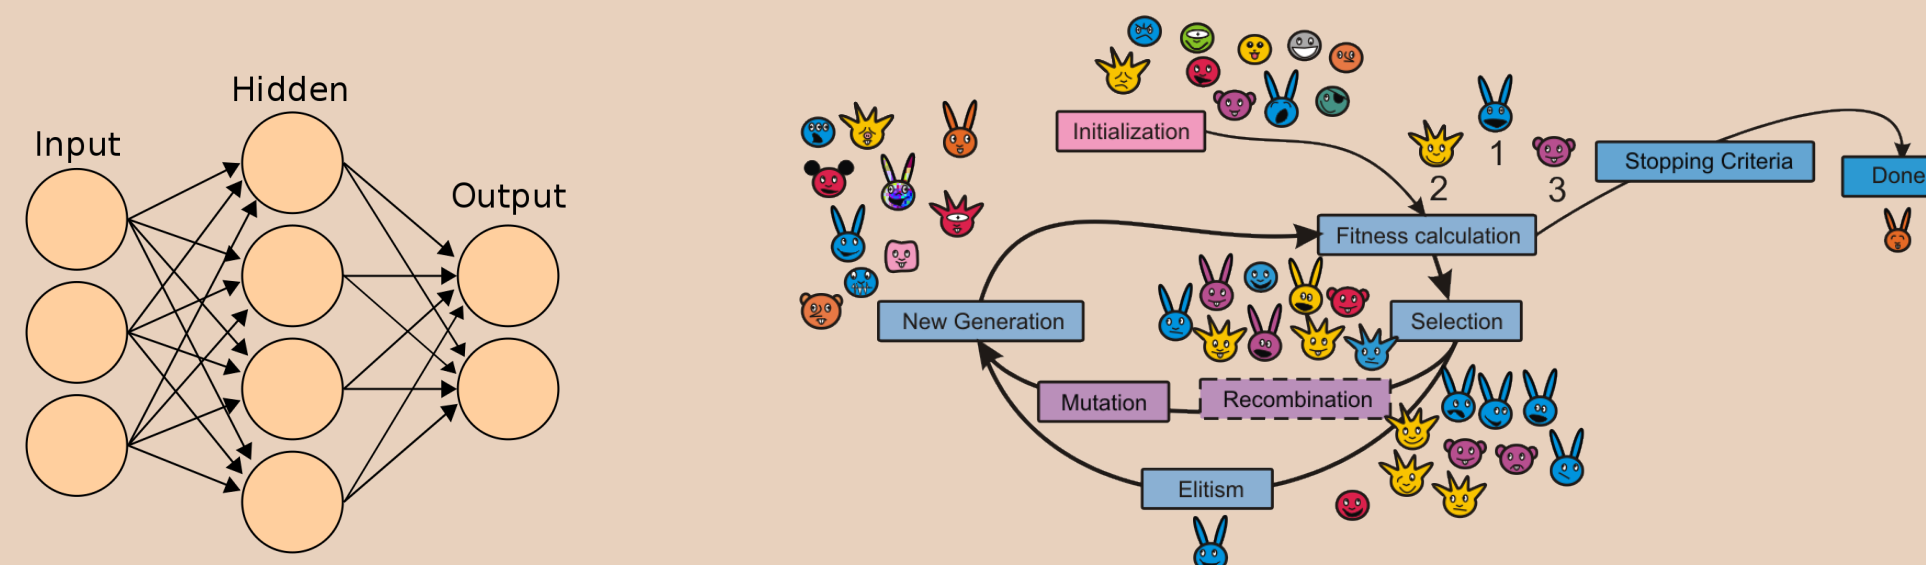 Hidden
Input
Output
Initialization
1
2
3
Stopping Criteria
Done
Fitness calculation
New Generation
Selection
Mutation
Recombination
Elitism